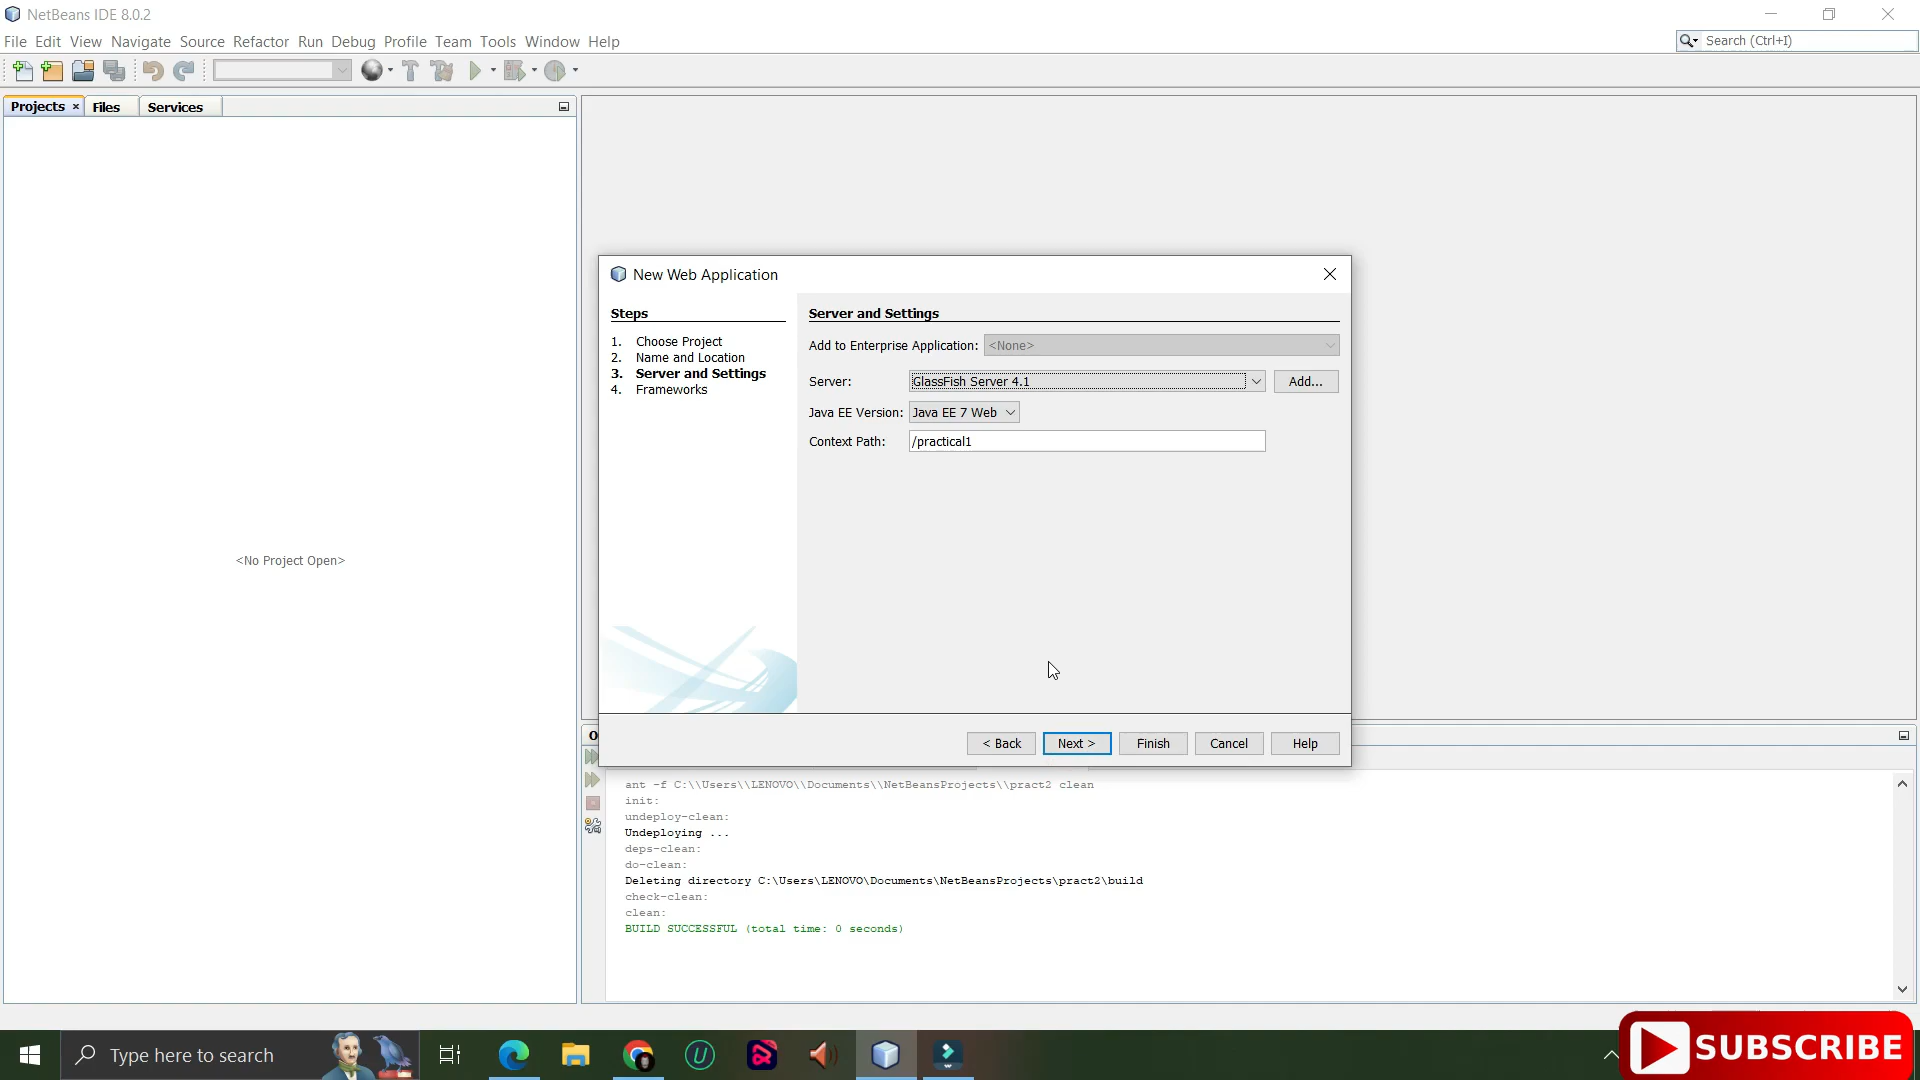 NetBeans IDE 8.0.2
File Edit View Navigate Source Refactor Run Debug Profile Team Tools Window Help
Search (Ctrl+I)
Projects Files Services
<No Project Open>
New Web Application
Steps
1. Choose Project
2. Name and Location
3. Server and Settings
4. Frameworks
Server and Settings
Add to Enterprise Application: <None>
Server: GlassFish Server 4.1 Add...
Java EE Version: Java EE 7 Web
Context Path: /practical1
< Back Next > Finish Cancel Help
ant -f C:\\Users\\LENOVO\\Documents\\NetBeansProjects\\pract2 clean
init:
undeploy-clean:
Undeploying ...
deps-clean:
do-clean:
Deleting directory C:\Users\LENOVO\Documents\NetBeansProjects\pract2\build
check-clean:
clean:
BUILD SUCCESSFUL (total time: 0 seconds)
Type here to search
SUBSCRIBE